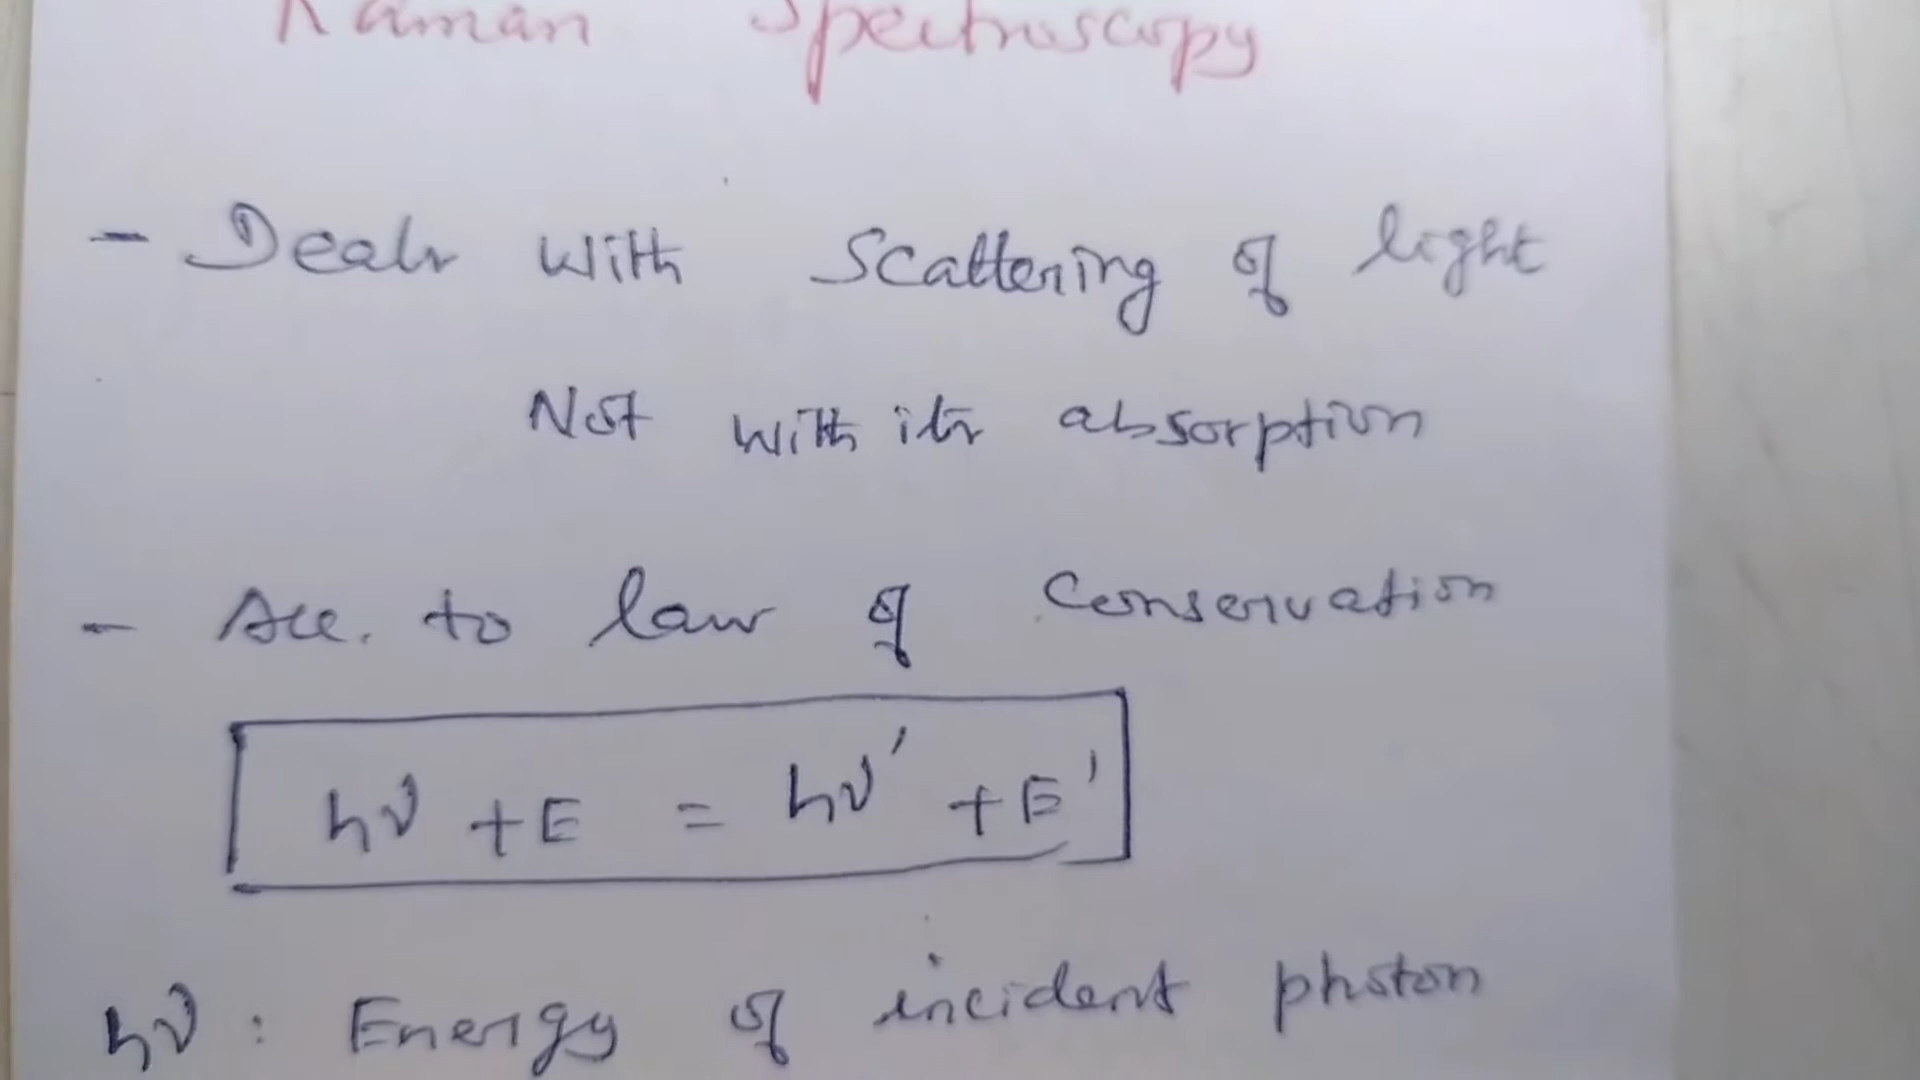 Raman Spectroscopy
- Deals with Scattering of light
Not with its absorption
- Acc. to law of Conservation
hν + E = hν' + E'
hν : Energy of incident photon